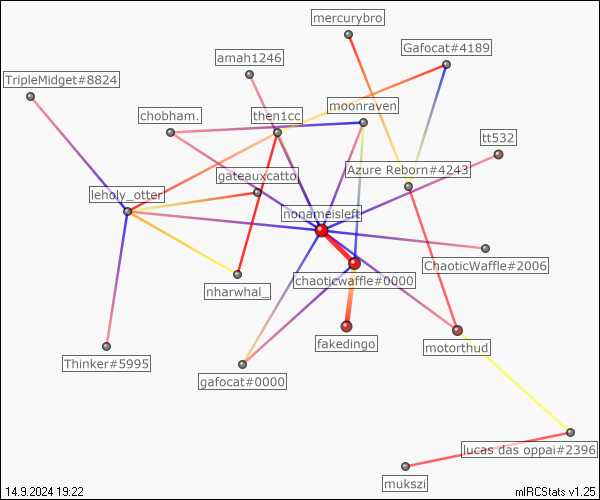 mercurybro
Gafocat#4189
amah1246
TripleMidget#8824
moonraven
chobham.
then1cc
tt532
Azure Reborn#4243
gateauxcatto
leholy_otter
nonameisleft
ChaoticWaffle#2006
chaoticwaffle#0000
nharwhal_
fakedingo
motorthud
Thinker#5995
gafocat#0000
lucas das oppai#2396
mukszi
14.9.2024 19:22
mIRCStats v1.25